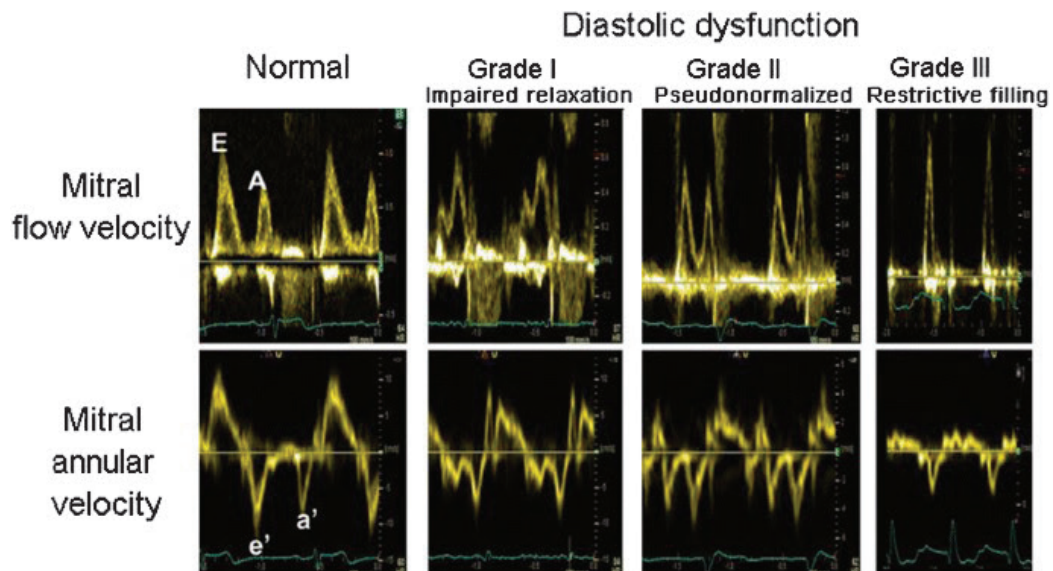 Diastolic dysfunction
Normal
Grade I
Impaired relaxation
Grade II
Pseudonormalized
Grade III
Restrictive filling
Mitral
flow velocity
E
A
Mitral
annular
velocity
e’
a’